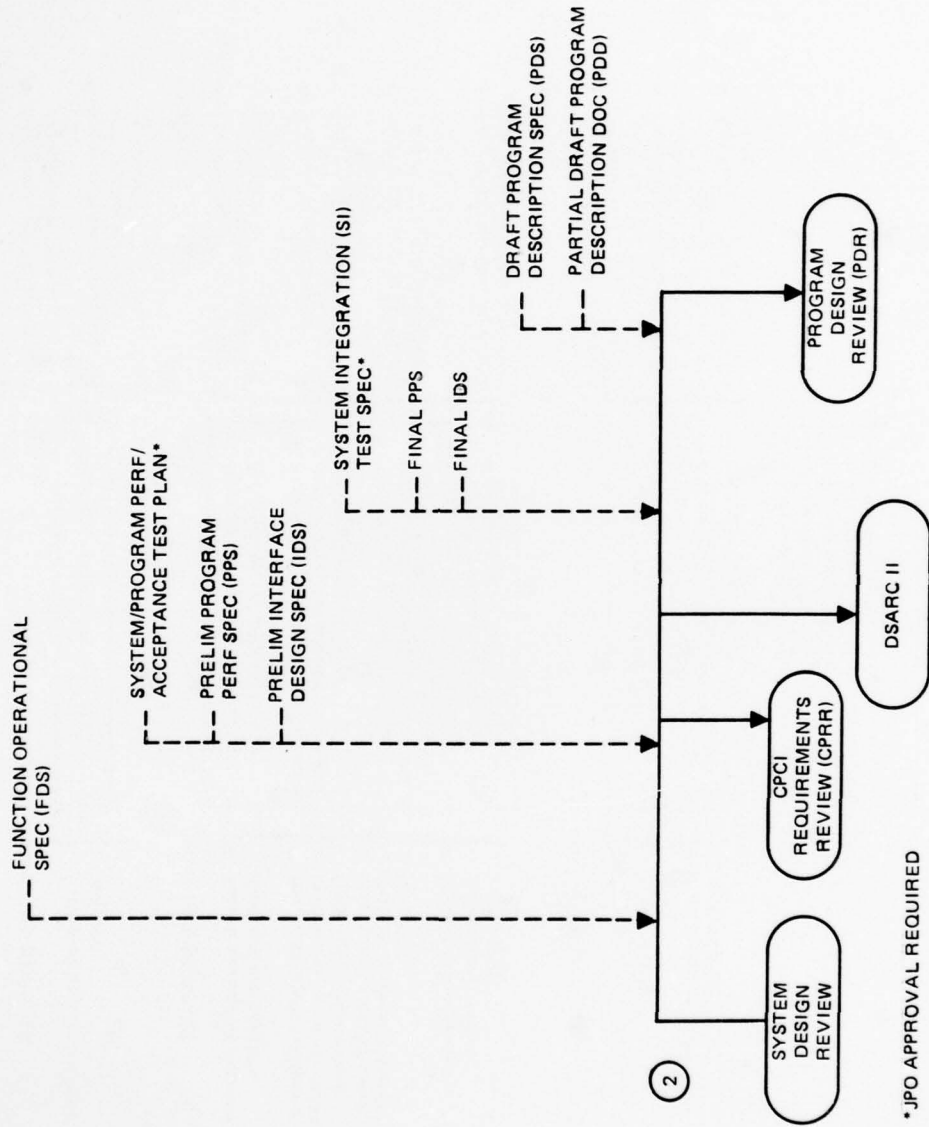 FUNCTION OPERATIONAL
SPEC (FDS)
SYSTEM/PROGRAM PERF/
ACCEPTANCE TEST PLAN*
PRELIM PROGRAM
PERF SPEC (PPS)
PRELIM INTERFACE
DESIGN SPEC (IDS)
SYSTEM INTEGRATION (SI)
TEST SPEC*
FINAL PPS
FINAL IDS
DRAFT PROGRAM
DESCRIPTION SPEC (PDS)
PARTIAL DRAFT PROGRAM
DESCRIPTION DOC (PDD)
2
SYSTEM
DESIGN
REVIEW
CPCI
REQUIREMENTS
REVIEW (CPRR)
DSARC II
PROGRAM
DESIGN
REVIEW (PDR)
*JPO APPROVAL REQUIRED